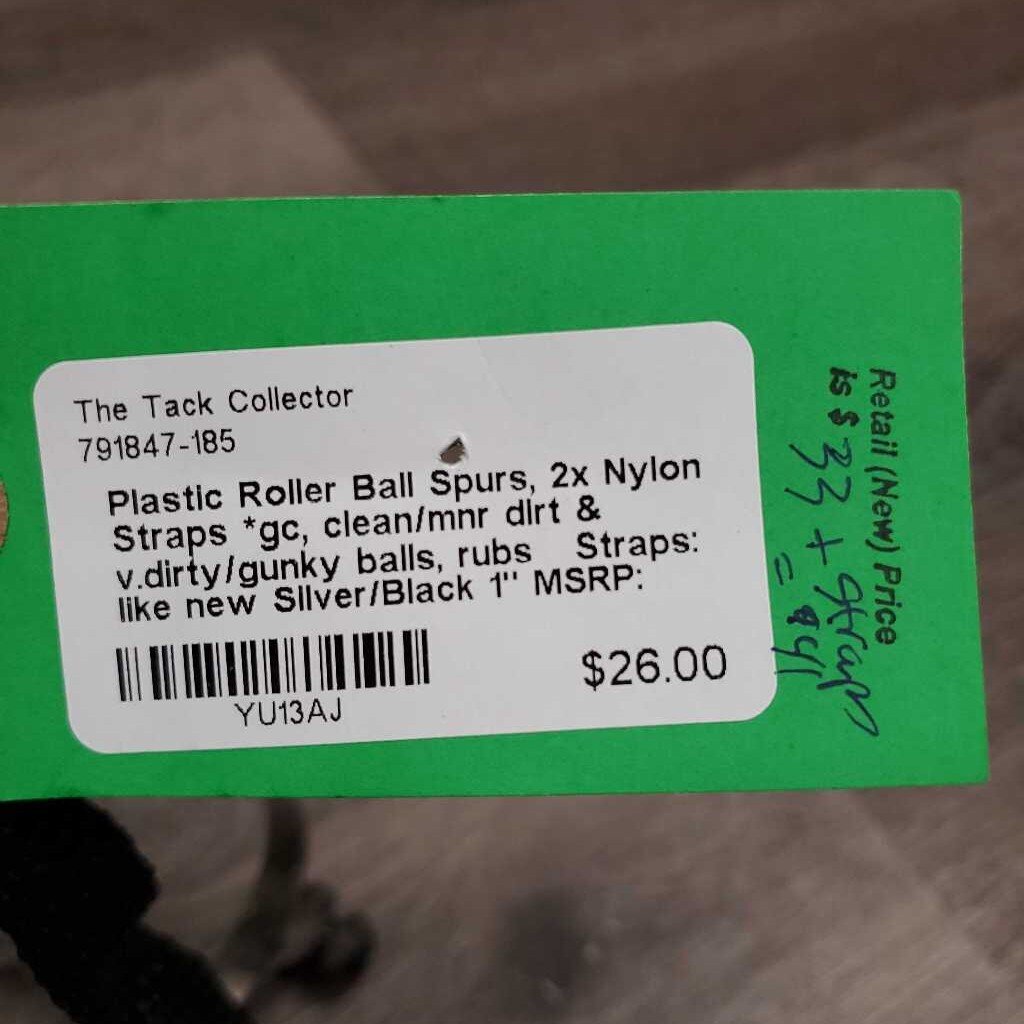 The Tack Collector
791847-185
Plastic Roller Ball Spurs, 2x Nylon
Straps *gc, clean/mnr dirt &
v.dirty/gunky balls, rubs Straps:
like new Silver/Black 1" MSRP:
$26.00
YU13AJ
Retail (New) Price
is $ 33 + straps
= $41